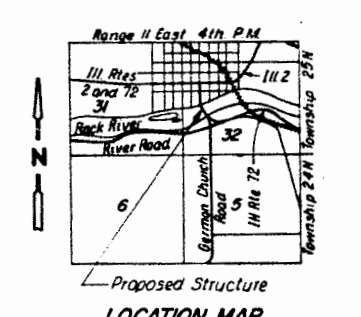 Range 11 East 4th P.M.
Ill. Rtes
2 and 72
31
Ill 2
Rock River
River Road
32
Township 25N
N
6
German Church
Road
5
Ill Rte 72
Township 24N
Proposed Structure
LOCATION MAP